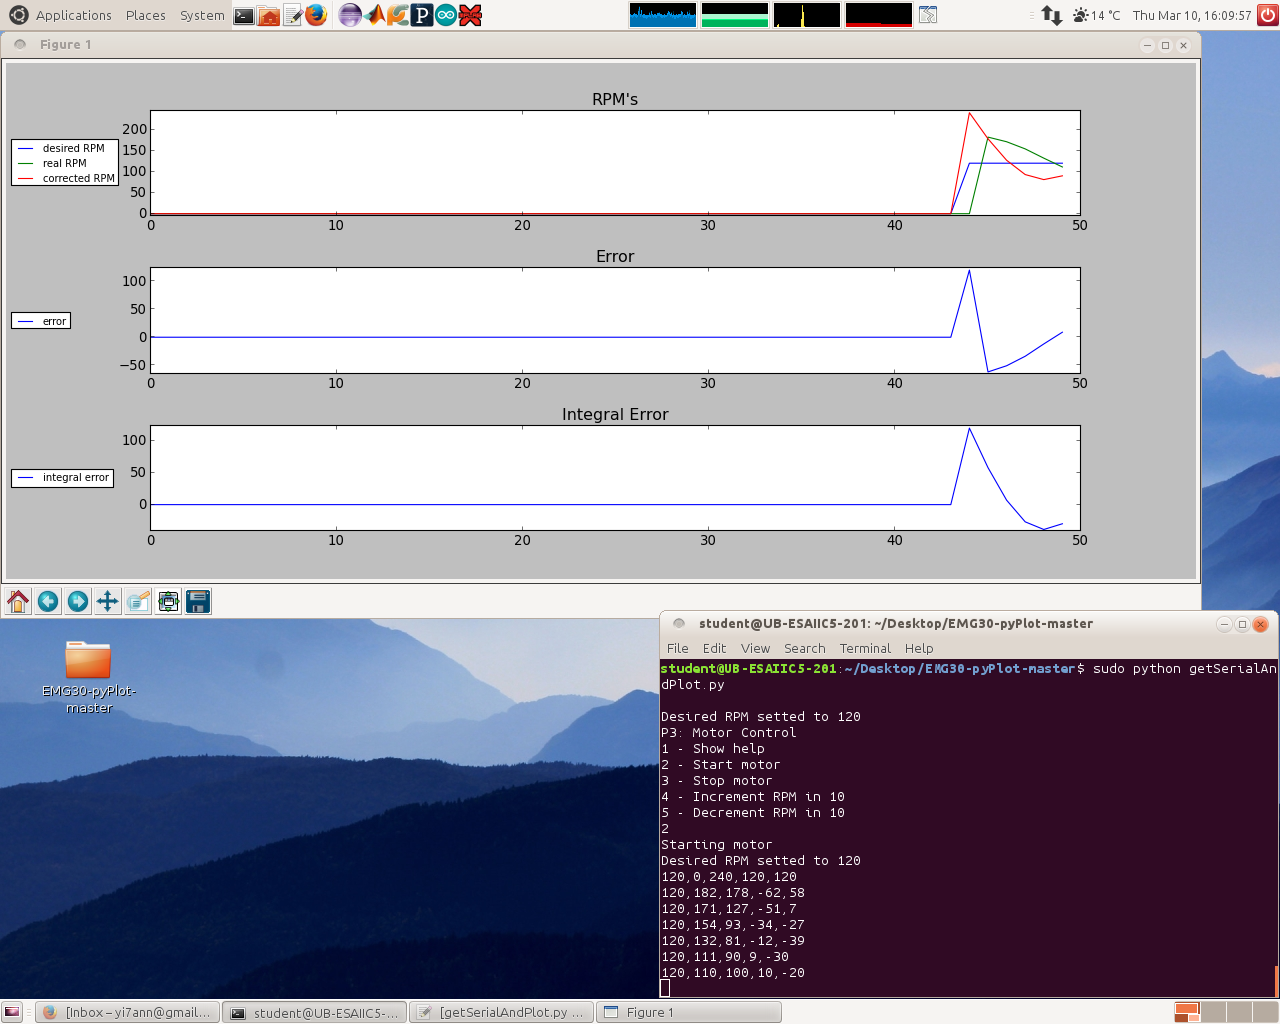 Applications Places System
14 °C Thu Mar 10, 16:09:57
Figure 1
RPM's
desired RPM
real RPM
corrected RPM
200
150
100
50
0
0 10 20 30 40 50
Error
error
100
50
0
−50
0 10 20 30 40 50
Integral Error
integral error
100
50
0
0 10 20 30 40 50
EMG30-pyPlot-
master
student@UB-ESAIIC5-201: ~/Desktop/EMG30-pyPlot-master
File Edit View Search Terminal Help
student@UB-ESAIIC5-201:~/Desktop/EMG30-pyPlot-master$ sudo python getSerialAn
dPlot.py
Desired RPM setted to 120
P3: Motor Control
1 - Show help
2 - Start motor
3 - Stop motor
4 - Increment RPM in 10
5 - Decrement RPM in 10
2
Starting motor
Desired RPM setted to 120
120,0,240,120,120
120,182,178,-62,58
120,171,127,-51,7
120,154,93,-34,-27
120,132,81,-12,-39
120,111,90,9,-30
120,110,100,10,-20
[Inbox – yi7ann@gmail... student@UB-ESAIIC5-... [getSerialAndPlot.py ... Figure 1